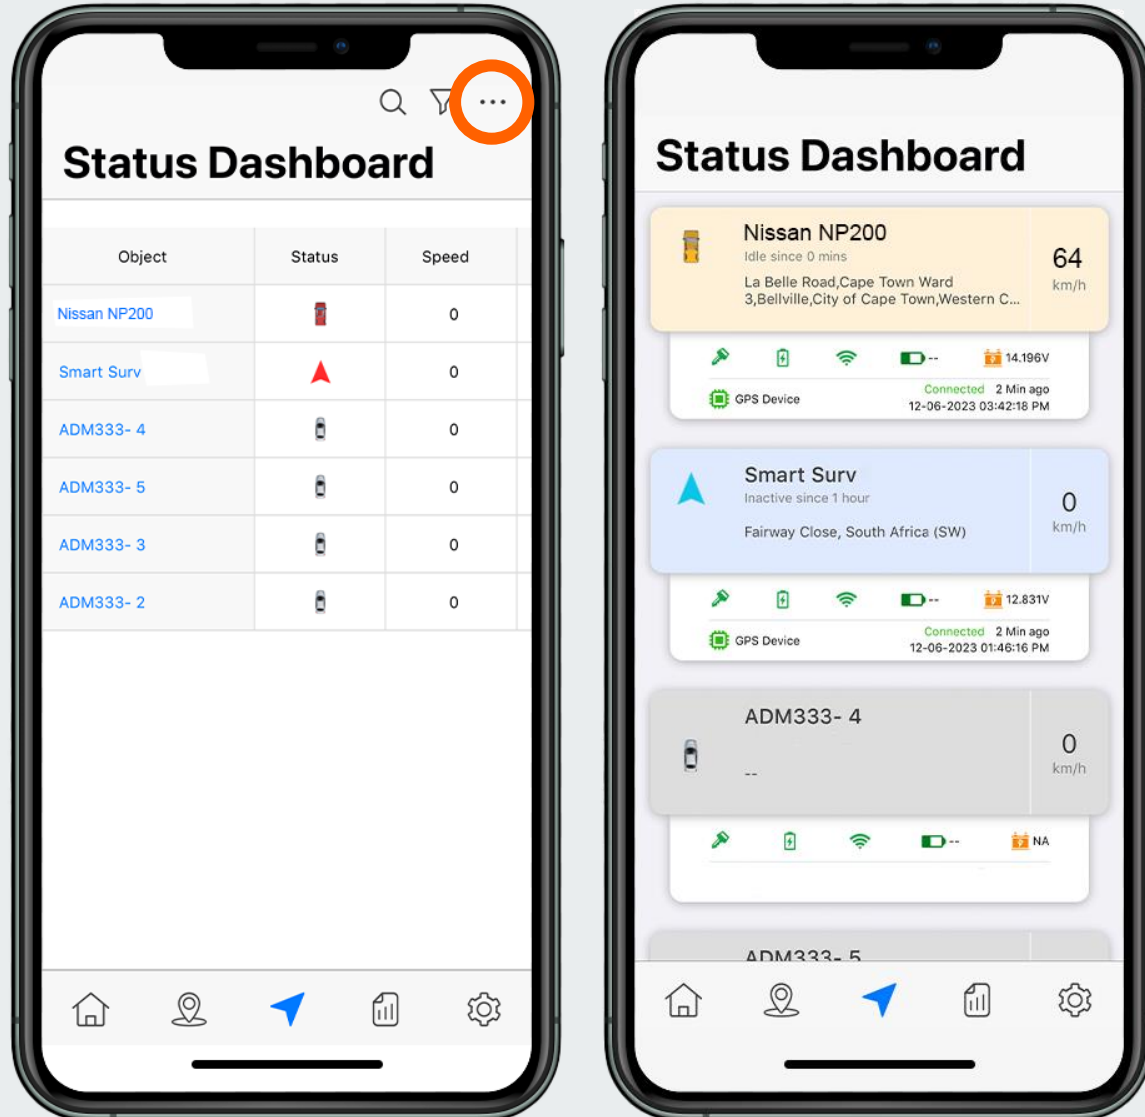 Status Dashboard
Object Status Speed
Nissan NP200 0
Smart Surv 0
ADM333- 4 0
ADM333- 5 0
ADM333- 3 0
ADM333- 2 0
Status Dashboard
Nissan NP200
Idle since 0 mins
64
km/h
La Belle Road,Cape Town Ward
3,Bellville,City of Cape Town,Western C...
-- 14.196V
GPS Device
Connected 2 Min ago
12-06-2023 03:42:18 PM
Smart Surv
Inactive since 1 hour
0
km/h
Fairway Close, South Africa (SW)
-- 12.831V
GPS Device
Connected 2 Min ago
12-06-2023 01:46:16 PM
ADM333- 4
0
km/h
--
-- NA
ADM333- 5